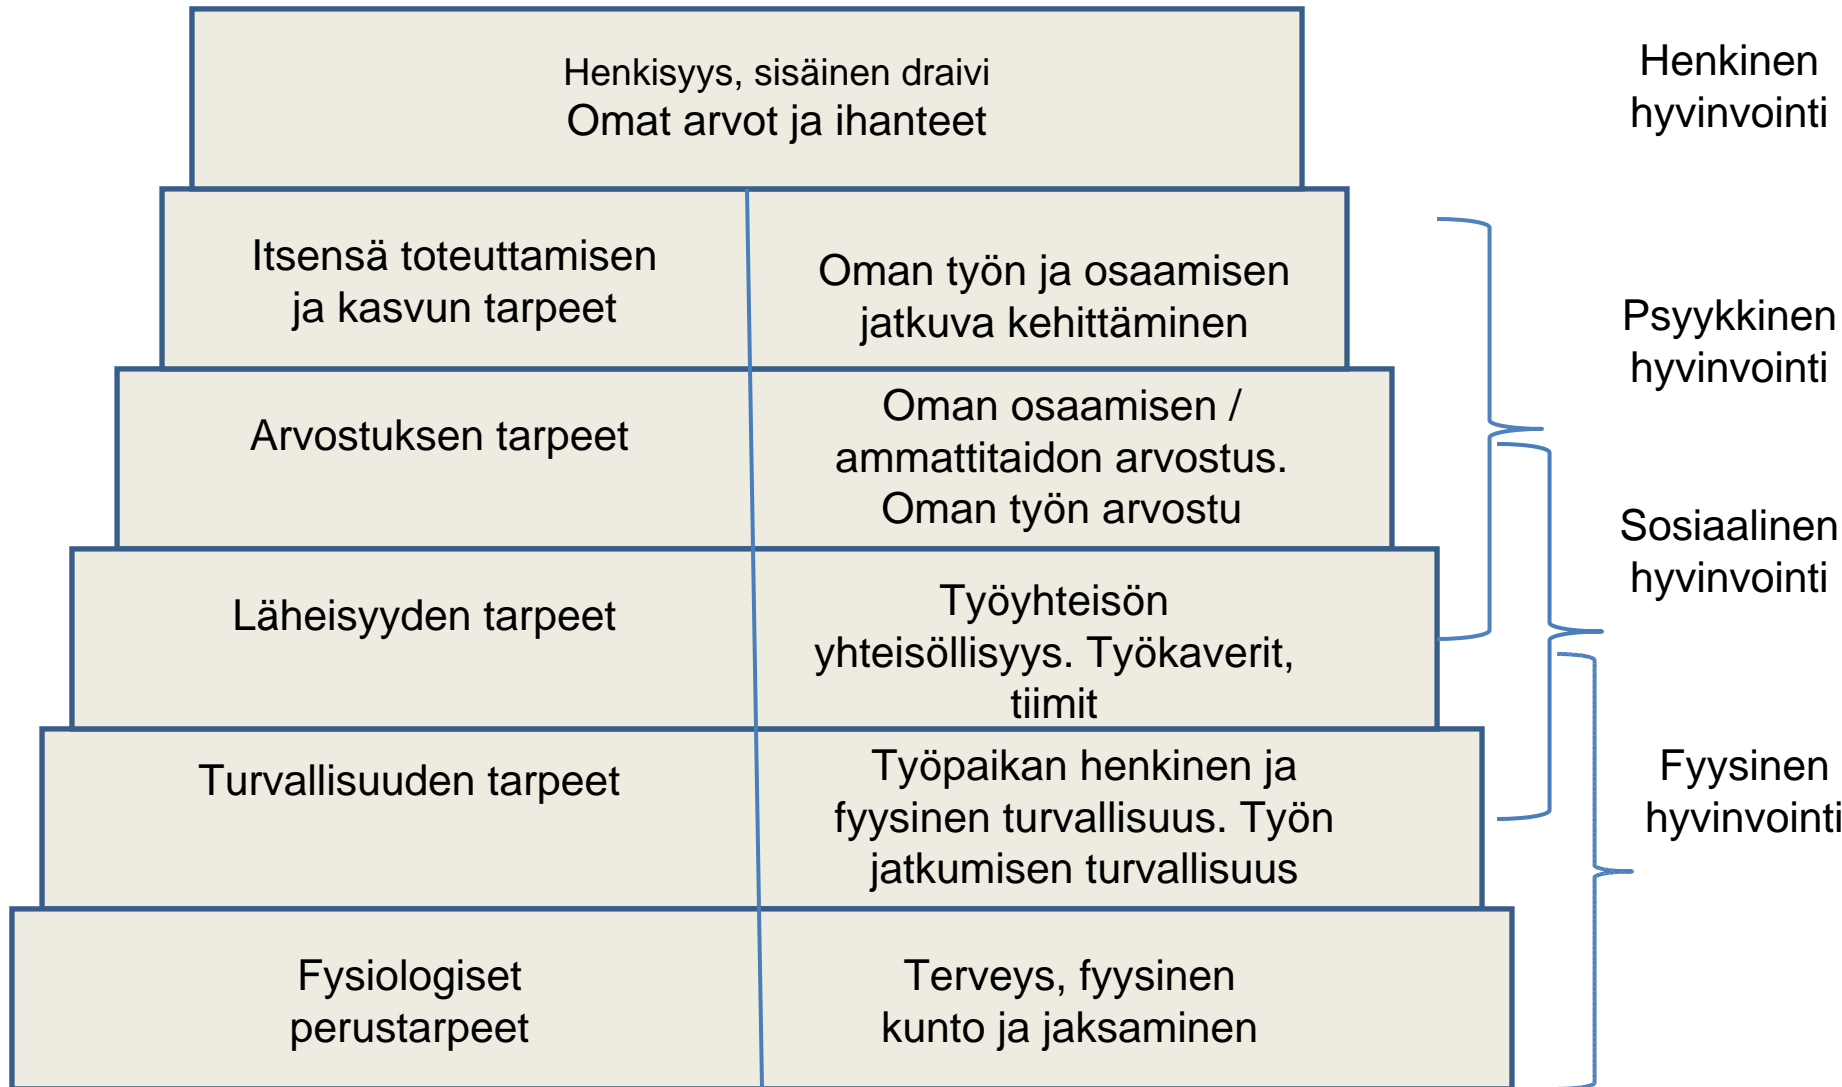 Henkisyys, sisäinen draivi
Omat arvot ja ihanteet
Henkinen
hyvinvointi
Itsensä toteuttamisen
ja kasvun tarpeet
Oman työn ja osaamisen
jatkuva kehittäminen
Psyykkinen
hyvinvointi
Arvostuksen tarpeet
Oman osaamisen /
ammattitaidon arvostus.
Oman työn arvostu
Sosiaalinen
hyvinvointi
Läheisyyden tarpeet
Työyhteisön
yhteisöllisyys. Työkaverit,
tiimit
Turvallisuuden tarpeet
Työpaikan henkinen ja
fyysinen turvallisuus. Työn
jatkumisen turvallisuus
Fyysinen
hyvinvointi
Fysiologiset
perustarpeet
Terveys, fyysinen
kunto ja jaksaminen